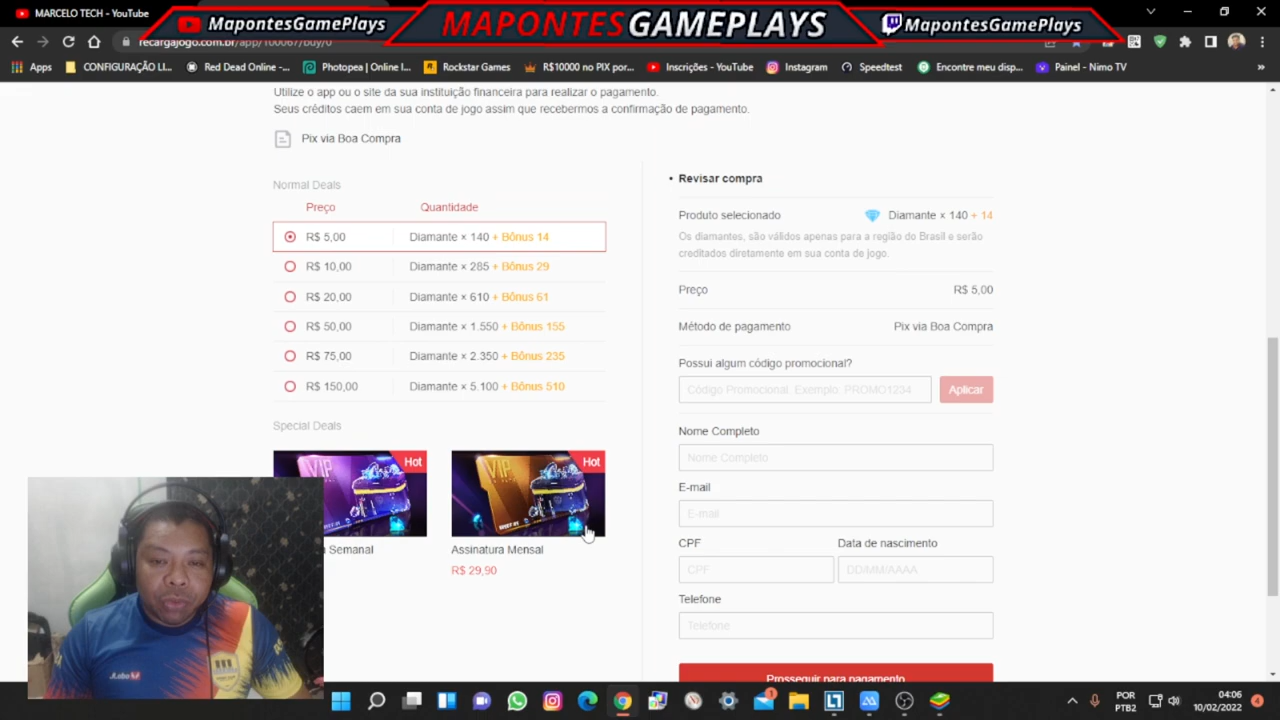 MARCELO TECH - YouTube
MapontesGamePlays
MAPONTESGAMEPLAYS
MapontesGamePlays
recargajogo.com.br/app/100067/buy/0
Apps
CONFIGURAÇÃO LI...
Red Dead Online -...
Photopea | Online I...
Rockstar Games
R$10000 no PIX por...
Inscrições - YouTube
Instagram
Speedtest
Encontre meu disp...
Painel - Nimo TV
»
Utilize o app ou o site da sua instituição financeira para realizar o pagamento.
Seus créditos caem em sua conta de jogo assim que recebermos a confirmação de pagamento.
Pix via Boa Compra
Normal Deals
Preço Quantidade
R$ 5,00 Diamante × 140 + Bônus 14
R$ 10,00 Diamante × 285 + Bônus 29
R$ 20,00 Diamante × 610 + Bônus 61
R$ 50,00 Diamante × 1.550 + Bônus 155
R$ 75,00 Diamante × 2.350 + Bônus 235
R$ 150,00 Diamante × 5.100 + Bônus 510
Special Deals
VIP Hot
VIP Hot
Semanal
Assinatura Mensal
R$ 29,90
• Revisar compra
Produto selecionado Diamante × 140 + 14
Os diamantes, são válidos apenas para a região do Brasil e serão
creditados diretamente em sua conta de jogo.
Preço R$ 5,00
Método de pagamento Pix via Boa Compra
Possui algum código promocional?
Código Promocional. Exemplo: PROMO1234 Aplicar
Nome Completo
Nome Completo
E-mail
E-mail
CPF Data de nascimento
CPF DD/MM/AAAA
Telefone
Telefone
Prosseguir para pagamento
POR
PTB2
04:06
10/02/2022
4